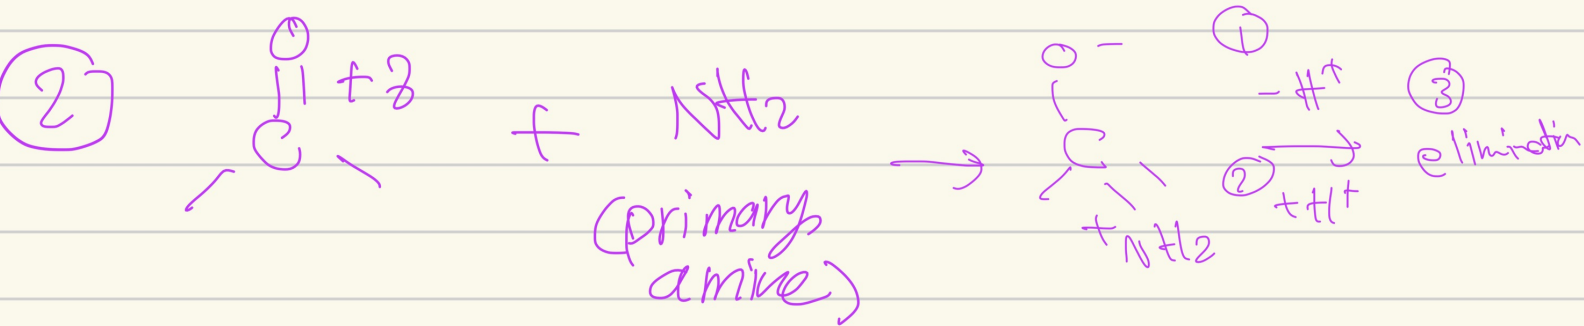 ② O +δ + NH2 → O⁻ ① -H⁺ ③
C C → elimination
② +H⁺
(primary +NH2
amine)